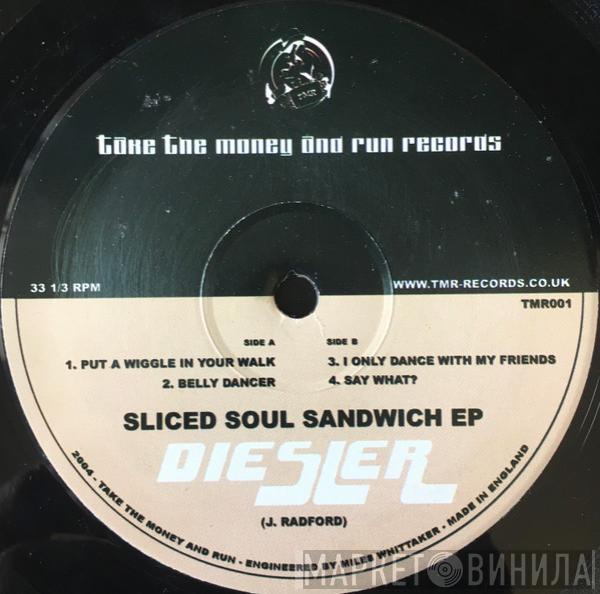 TMR
take the money and run records
33 1/3 RPM
WWW.TMR-RECORDS.CO.UK
TMR001
SIDE A
1. PUT A WIGGLE IN YOUR WALK
2. BELLY DANCER
SIDE B
3. I ONLY DANCE WITH MY FRIENDS
4. SAY WHAT?
SLICED SOUL SANDWICH EP
DIESLER
(J. RADFORD)
2004 - TAKE THE MONEY AND RUN - ENGINEERED BY MILES WHITTAKER - MADE IN ENGLAND
МАРКЕТ ВИНИЛА